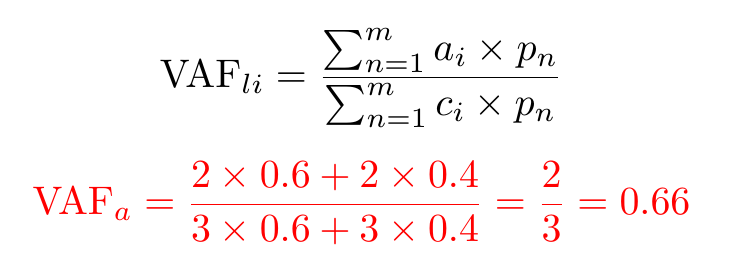 VAF_{li} = \frac{\sum_{n=1}^{m} a_i \times p_n}{\sum_{n=1}^{m} c_i \times p_n}
VAF_a = \frac{2 \times 0.6 + 2 \times 0.4}{3 \times 0.6 + 3 \times 0.4} = \frac{2}{3} = 0.66